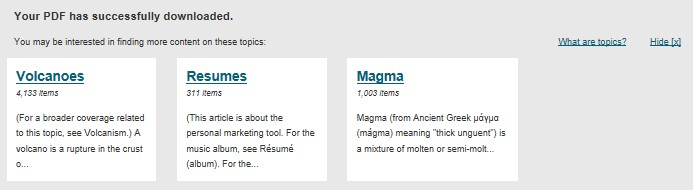 Your PDF has successfully downloaded.
You may be interested in finding more content on these topics:
What are topics?
Hide [x]
Volcanoes
4,133 items
(For a broader coverage related
to this topic, see Volcanism.) A
volcano is a rupture in the crust
o...
Resumes
311 items
(This article is about the
personal marketing tool. For the
music album, see Résumé
(album). For the...
Magma
1,003 items
Magma (from Ancient Greek μάγμα
(mágma) meaning "thick unguent") is
a mixture of molten or semi-molt...